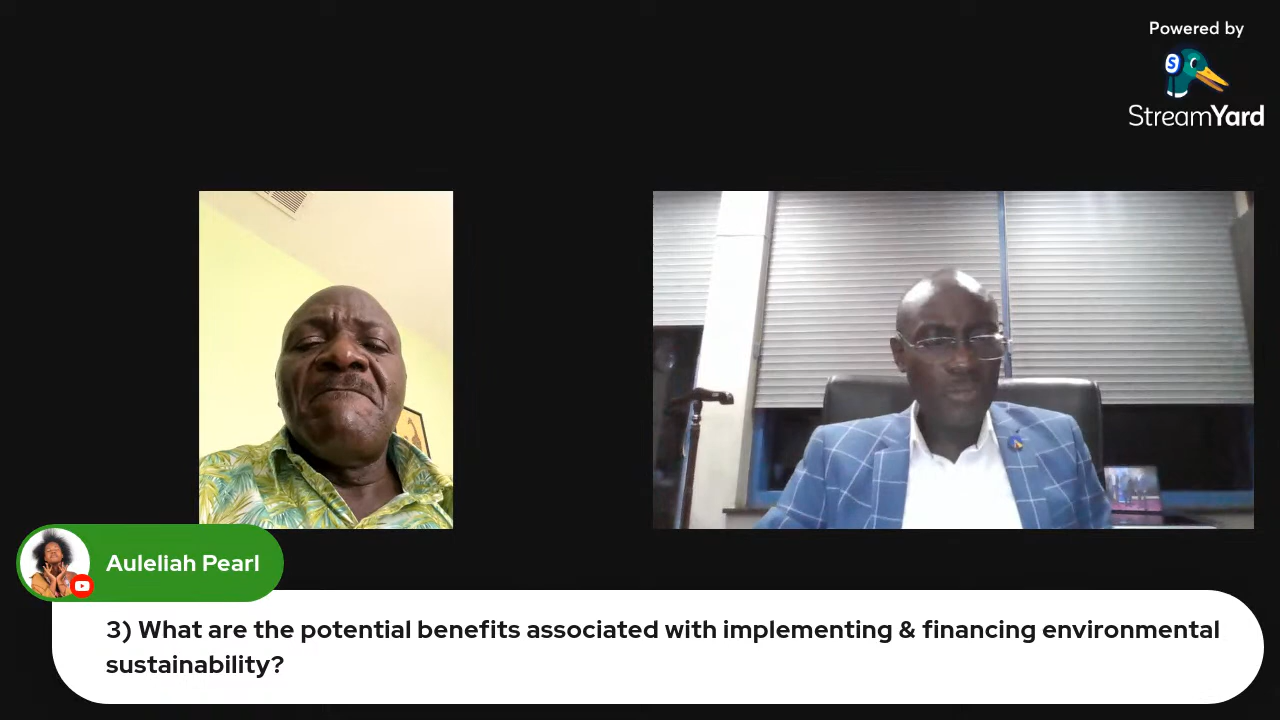 Powered by
StreamYard
Auleliah Pearl
3) What are the potential benefits associated with implementing & financing environmental
sustainability?